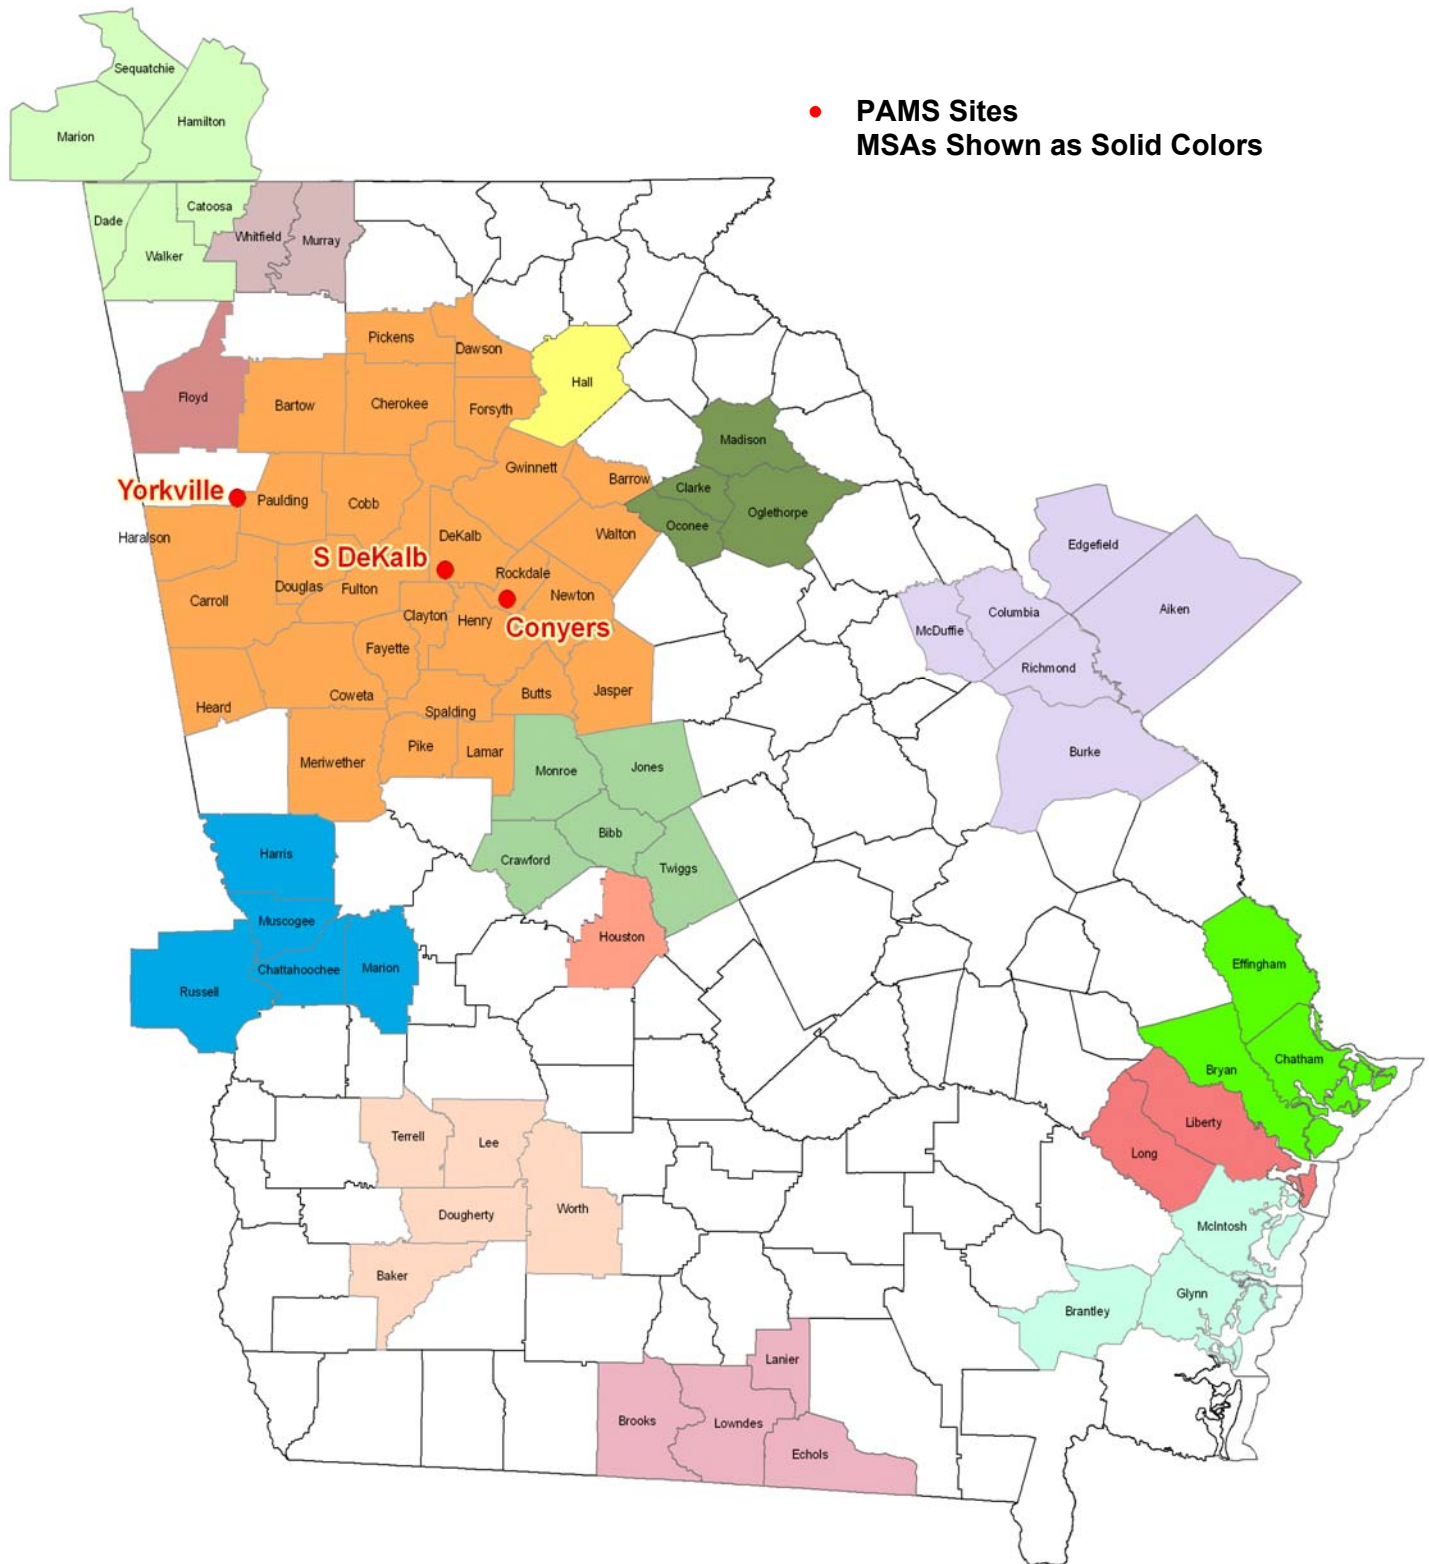 Sequatchie
Marion
Hamilton
PAMS Sites
MSAs Shown as Solid Colors
Dade
Catoosa
Walker
Whitfield
Murray
Pickens
Dawson
Hall
Floyd
Bartow
Cherokee
Forsyth
Madison
Gwinnett
Barrow
Clarke
Oglethorpe
Oconee
Yorkville
Paulding
Cobb
Haralson
DeKalb
Walton
S DeKalb
Edgefield
Douglas
Fulton
Rockdale
Newton
Carroll
Clayton
Henry
Conyers
Fayette
McDuffie
Columbia
Aiken
Richmond
Heard
Coweta
Spalding
Butts
Jasper
Meriwether
Pike
Lamar
Monroe
Jones
Burke
Harris
Crawford
Bibb
Twiggs
Muscogee
Houston
Russell
Chattahoochee
Marion
Effingham
Bryan
Chatham
Terrell
Lee
Liberty
Long
Dougherty
Worth
McIntosh
Baker
Brantley
Glynn
Lanier
Brooks
Lowndes
Echols